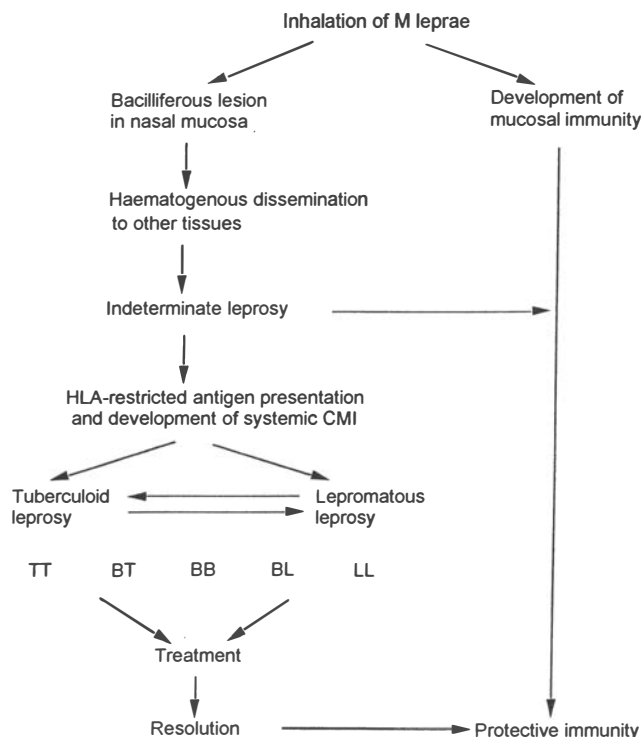 Inhalation of M leprae
Bacilliferous lesion
in nasal mucosa
Development of
mucosal immunity
Haematogenous dissemination
to other tissues
Indeterminate leprosy
HLA-restricted antigen presentation
and development of systemic CMI
Tuberculoid
leprosy
Lepromatous
leprosy
TT BT BB BL LL
Treatment
Resolution
Protective immunity